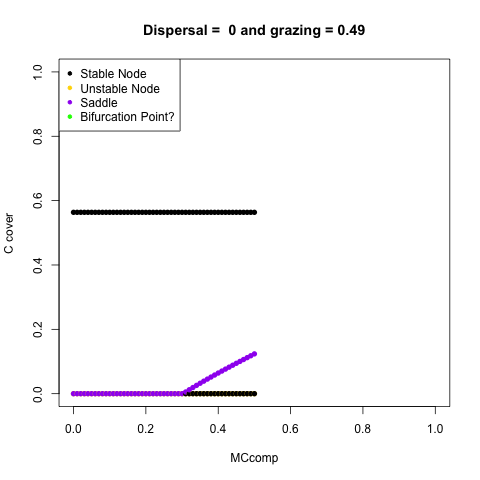 Dispersal =  0 and grazing = 0.49
Stable Node
Unstable Node
Saddle
Bifurcation Point?
C cover
1.0
0.8
0.6
0.4
0.2
0.0
0.0 0.2 0.4 0.6 0.8 1.0
MCcomp